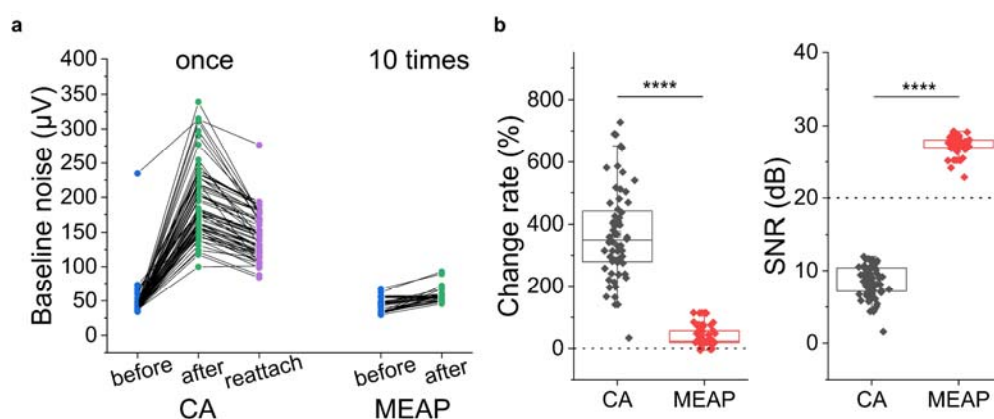 a
once
10 times
Baseline noise (μV)
400
350
300
250
200
150
100
50
0
before
after
reattach
before
after
CA
MEAP
b
Change rate (%)
800
600
400
200
0
****
CA
MEAP
SNR (dB)
40
30
20
10
0
****
CA
MEAP